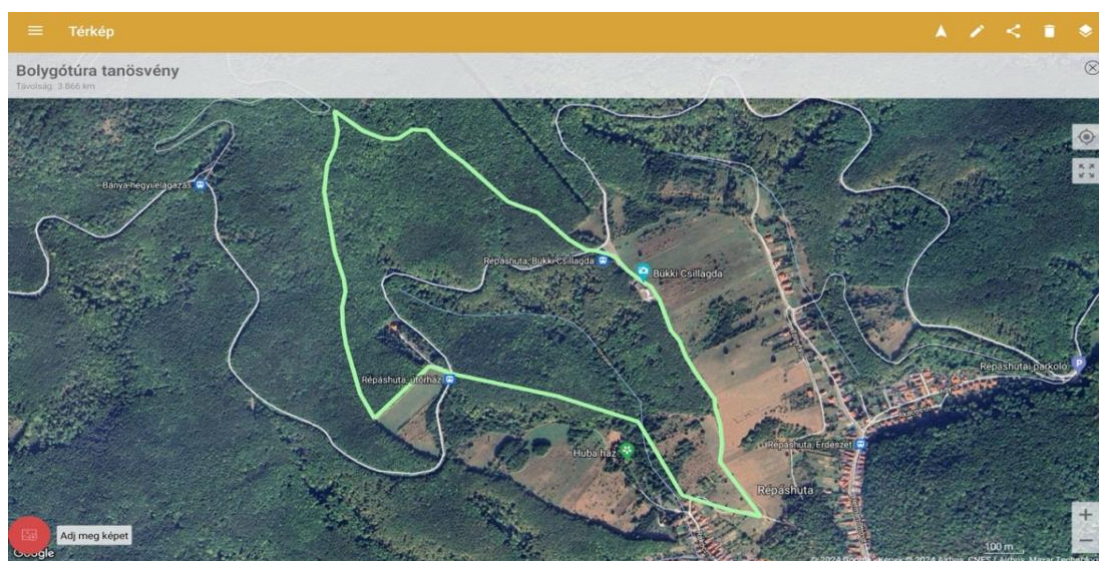 Térkép
Bolygótúra tanösvény
Távolság: 3.866 km
Bánya-hegyi elágazás
Répáshuta, Bükki Csillagda
Bükki Csillagda
Répáshuta, útőrház
Répáshutai parkoló
Répáshuta, Erdészet
Huba ház
Répáshuta
Adj meg képet
Google
100 m